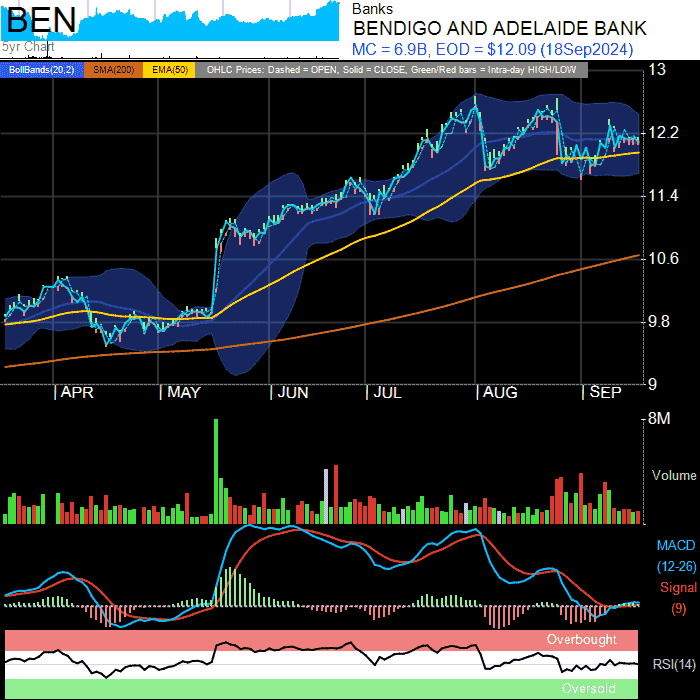 BEN
5yr Chart
Banks
BENDIGO AND ADELAIDE BANK
MC = 6.9B, EOD = $12.09 (18Sep2024)
BollBands(20,2) SMA(200) EMA(50) OHLC Prices: Dashed = OPEN, Solid = CLOSE, Green/Red bars = Intra-day HIGH/LOW
13
12.2
11.4
10.6
9.8
9
APR MAY JUN JUL AUG SEP
8M
Volume
MACD
(12-26)
Signal
(9)
Overbought
RSI(14)
Oversold